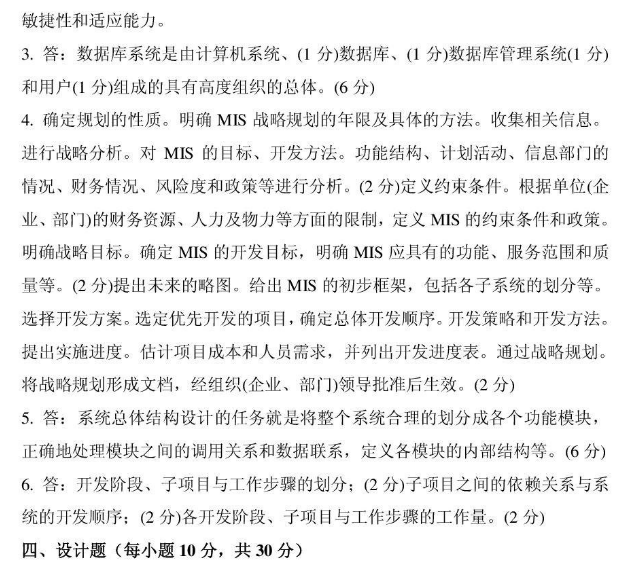 敏捷性和适应能力。
3. 答：数据库系统是由计算机系统、(1 分)数据库、(1 分)数据库管理系统(1 分)
和用户(1 分)组成的具有高度组织的总体。(6 分)
4. 确定规划的性质。明确 MIS 战略规划的年限及具体的方法。收集相关信息。
进行战略分析。对 MIS 的目标、开发方法。功能结构、计划活动、信息部门的
情况、财务情况、风险度和政策等进行分析。(2 分)定义约束条件。根据单位(企
业、部门)的财务资源、人力及物力等方面的限制，定义 MIS 的约束条件和政策。
明确战略目标。确定 MIS 的开发目标，明确 MIS 应具有的功能、服务范围和质
量等。(2 分)提出未来的略图。给出 MIS 的初步框架，包括各子系统的划分等。
选择开发方案。选定优先开发的项目，确定总体开发顺序。开发策略和开发方法。
提出实施进度。估计项目成本和人员需求，并列出开发进度表。通过战略规划。
将战略规划形成文档，经组织(企业、部门)领导批准后生效。(2 分)
5. 答：系统总体结构设计的任务就是将整个系统合理的划分成各个功能模块，
正确地处理模块之间的调用关系和数据联系，定义各模块的内部结构等。(6 分)
6. 答：开发阶段、子项目与工作步骤的划分；(2 分)子项目之间的依赖关系与系
统的开发顺序；(2 分)各开发阶段、子项目与工作步骤的工作量。(2 分)
四、设计题（每小题 10 分，共 30 分）